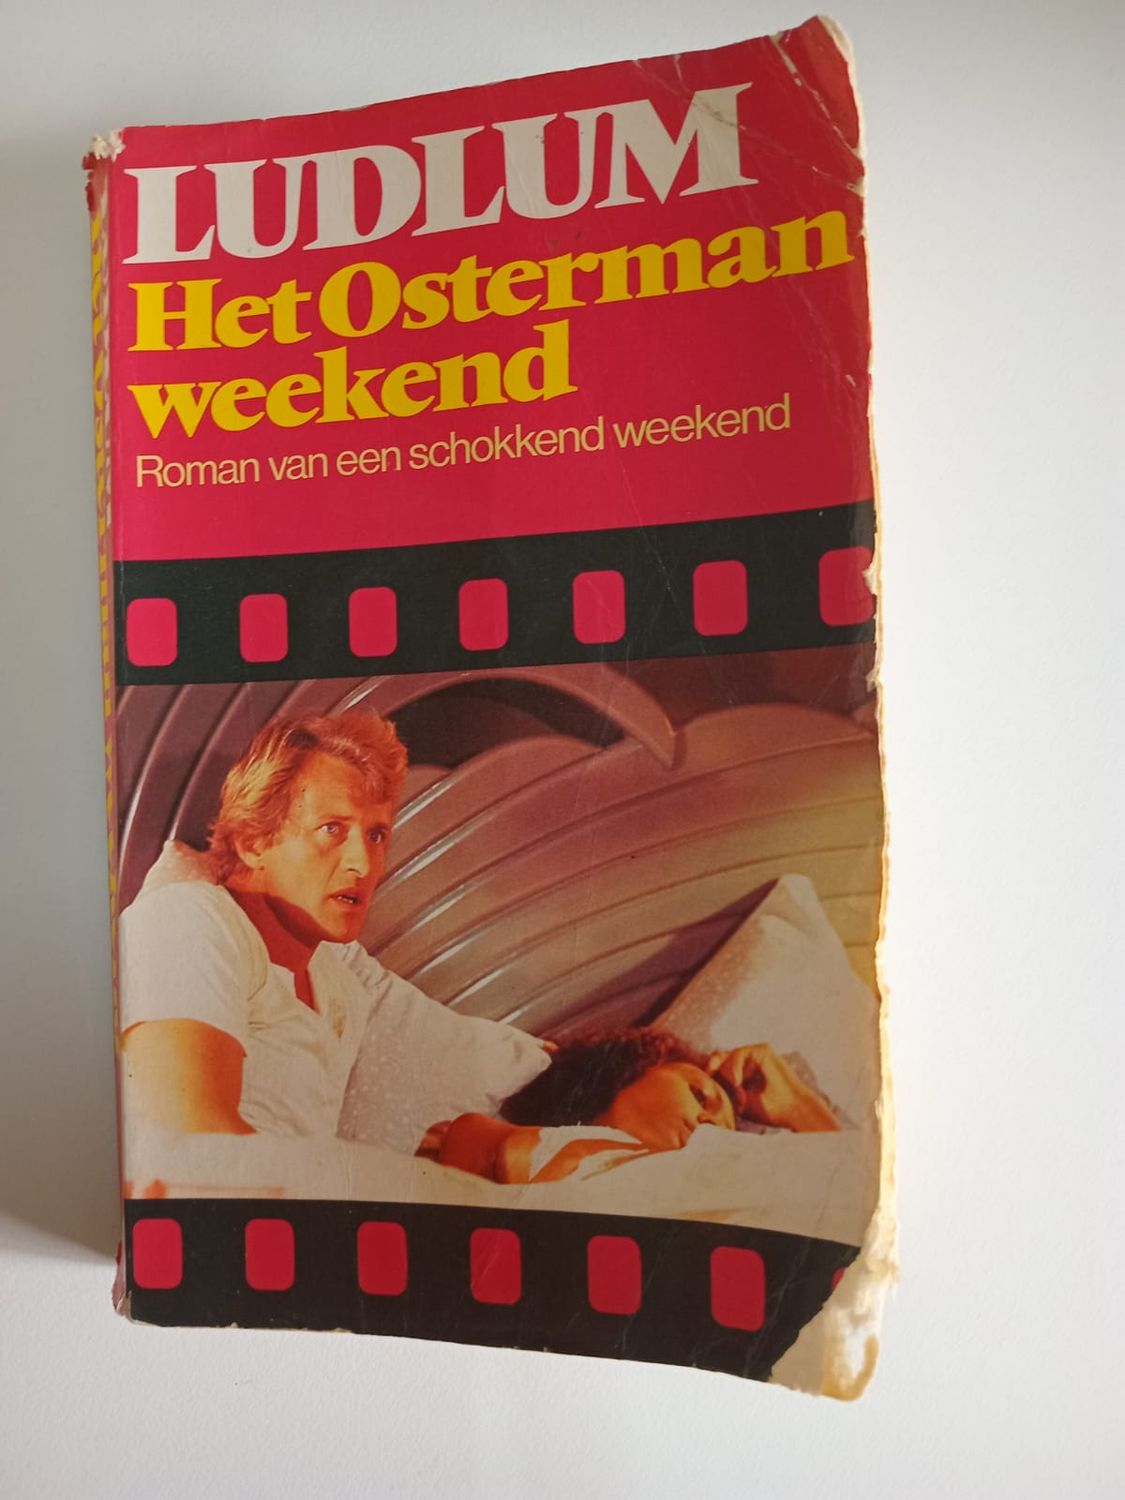 LUDLUM
Het Osterman
weekend
Roman van een schokkend weekend